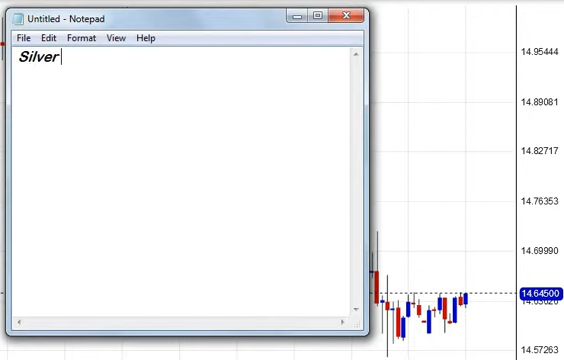 Untitled - Notepad
File Edit Format View Help
Silver
14.95444
14.89081
14.82717
14.76353
14.69990
14.64500
14.57263